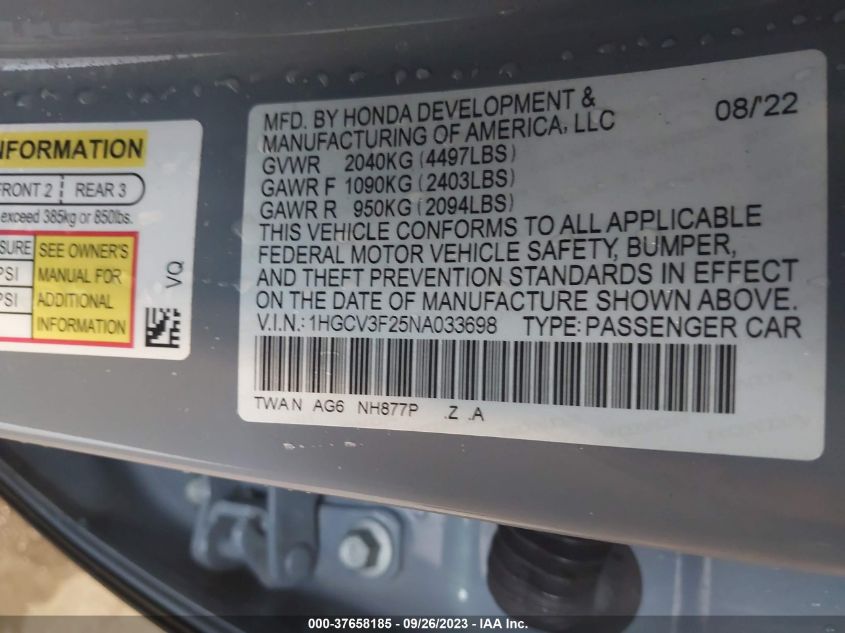 NFORMATION
FRONT 2 REAR 3
exceed 385kg or 850lbs.
SURE SEE OWNER'S
PSI MANUAL FOR
PSI ADDITIONAL
INFORMATION
VQ
MFD. BY HONDA DEVELOPMENT & 08/'22
MANUFACTURING OF AMERICA, LLC
GVWR 2040KG (4497LBS)
GAWR F 1090KG (2403LBS)
GAWR R 950KG (2094LBS)
THIS VEHICLE CONFORMS TO ALL APPLICABLE
FEDERAL MOTOR VEHICLE SAFETY, BUMPER,
AND THEFT PREVENTION STANDARDS IN EFFECT
ON THE DATE OF MANUFACTURE SHOWN ABOVE.
V.I.N.: 1HGCV3F25NA033698 TYPE: PASSENGER CAR
TWAN AG6 NH877P .Z .A
000-37658185 - 09/26/2023 - IAAI Inc.